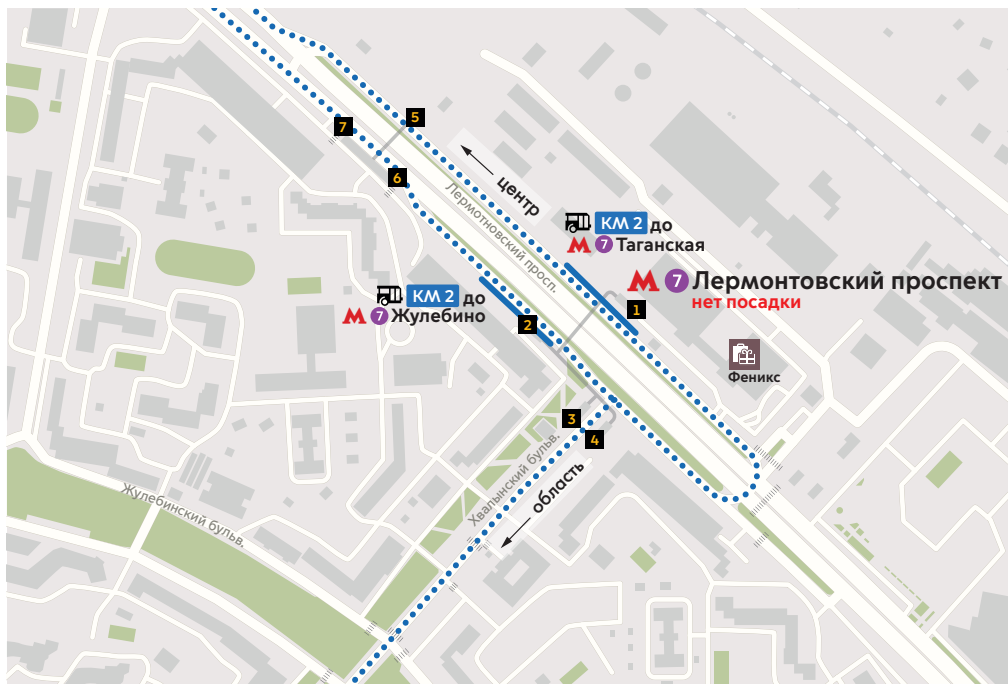 5
7
6
центр
Лермотновский просп.
КМ 2 до
М 7 Таганская
М 7 Лермонтовский проспект
нет посадки
КМ 2 до
М 7 Жулебино
1
2
Феникс
3
4
Хвалынский бульв.
область
Жулебинский бульв.